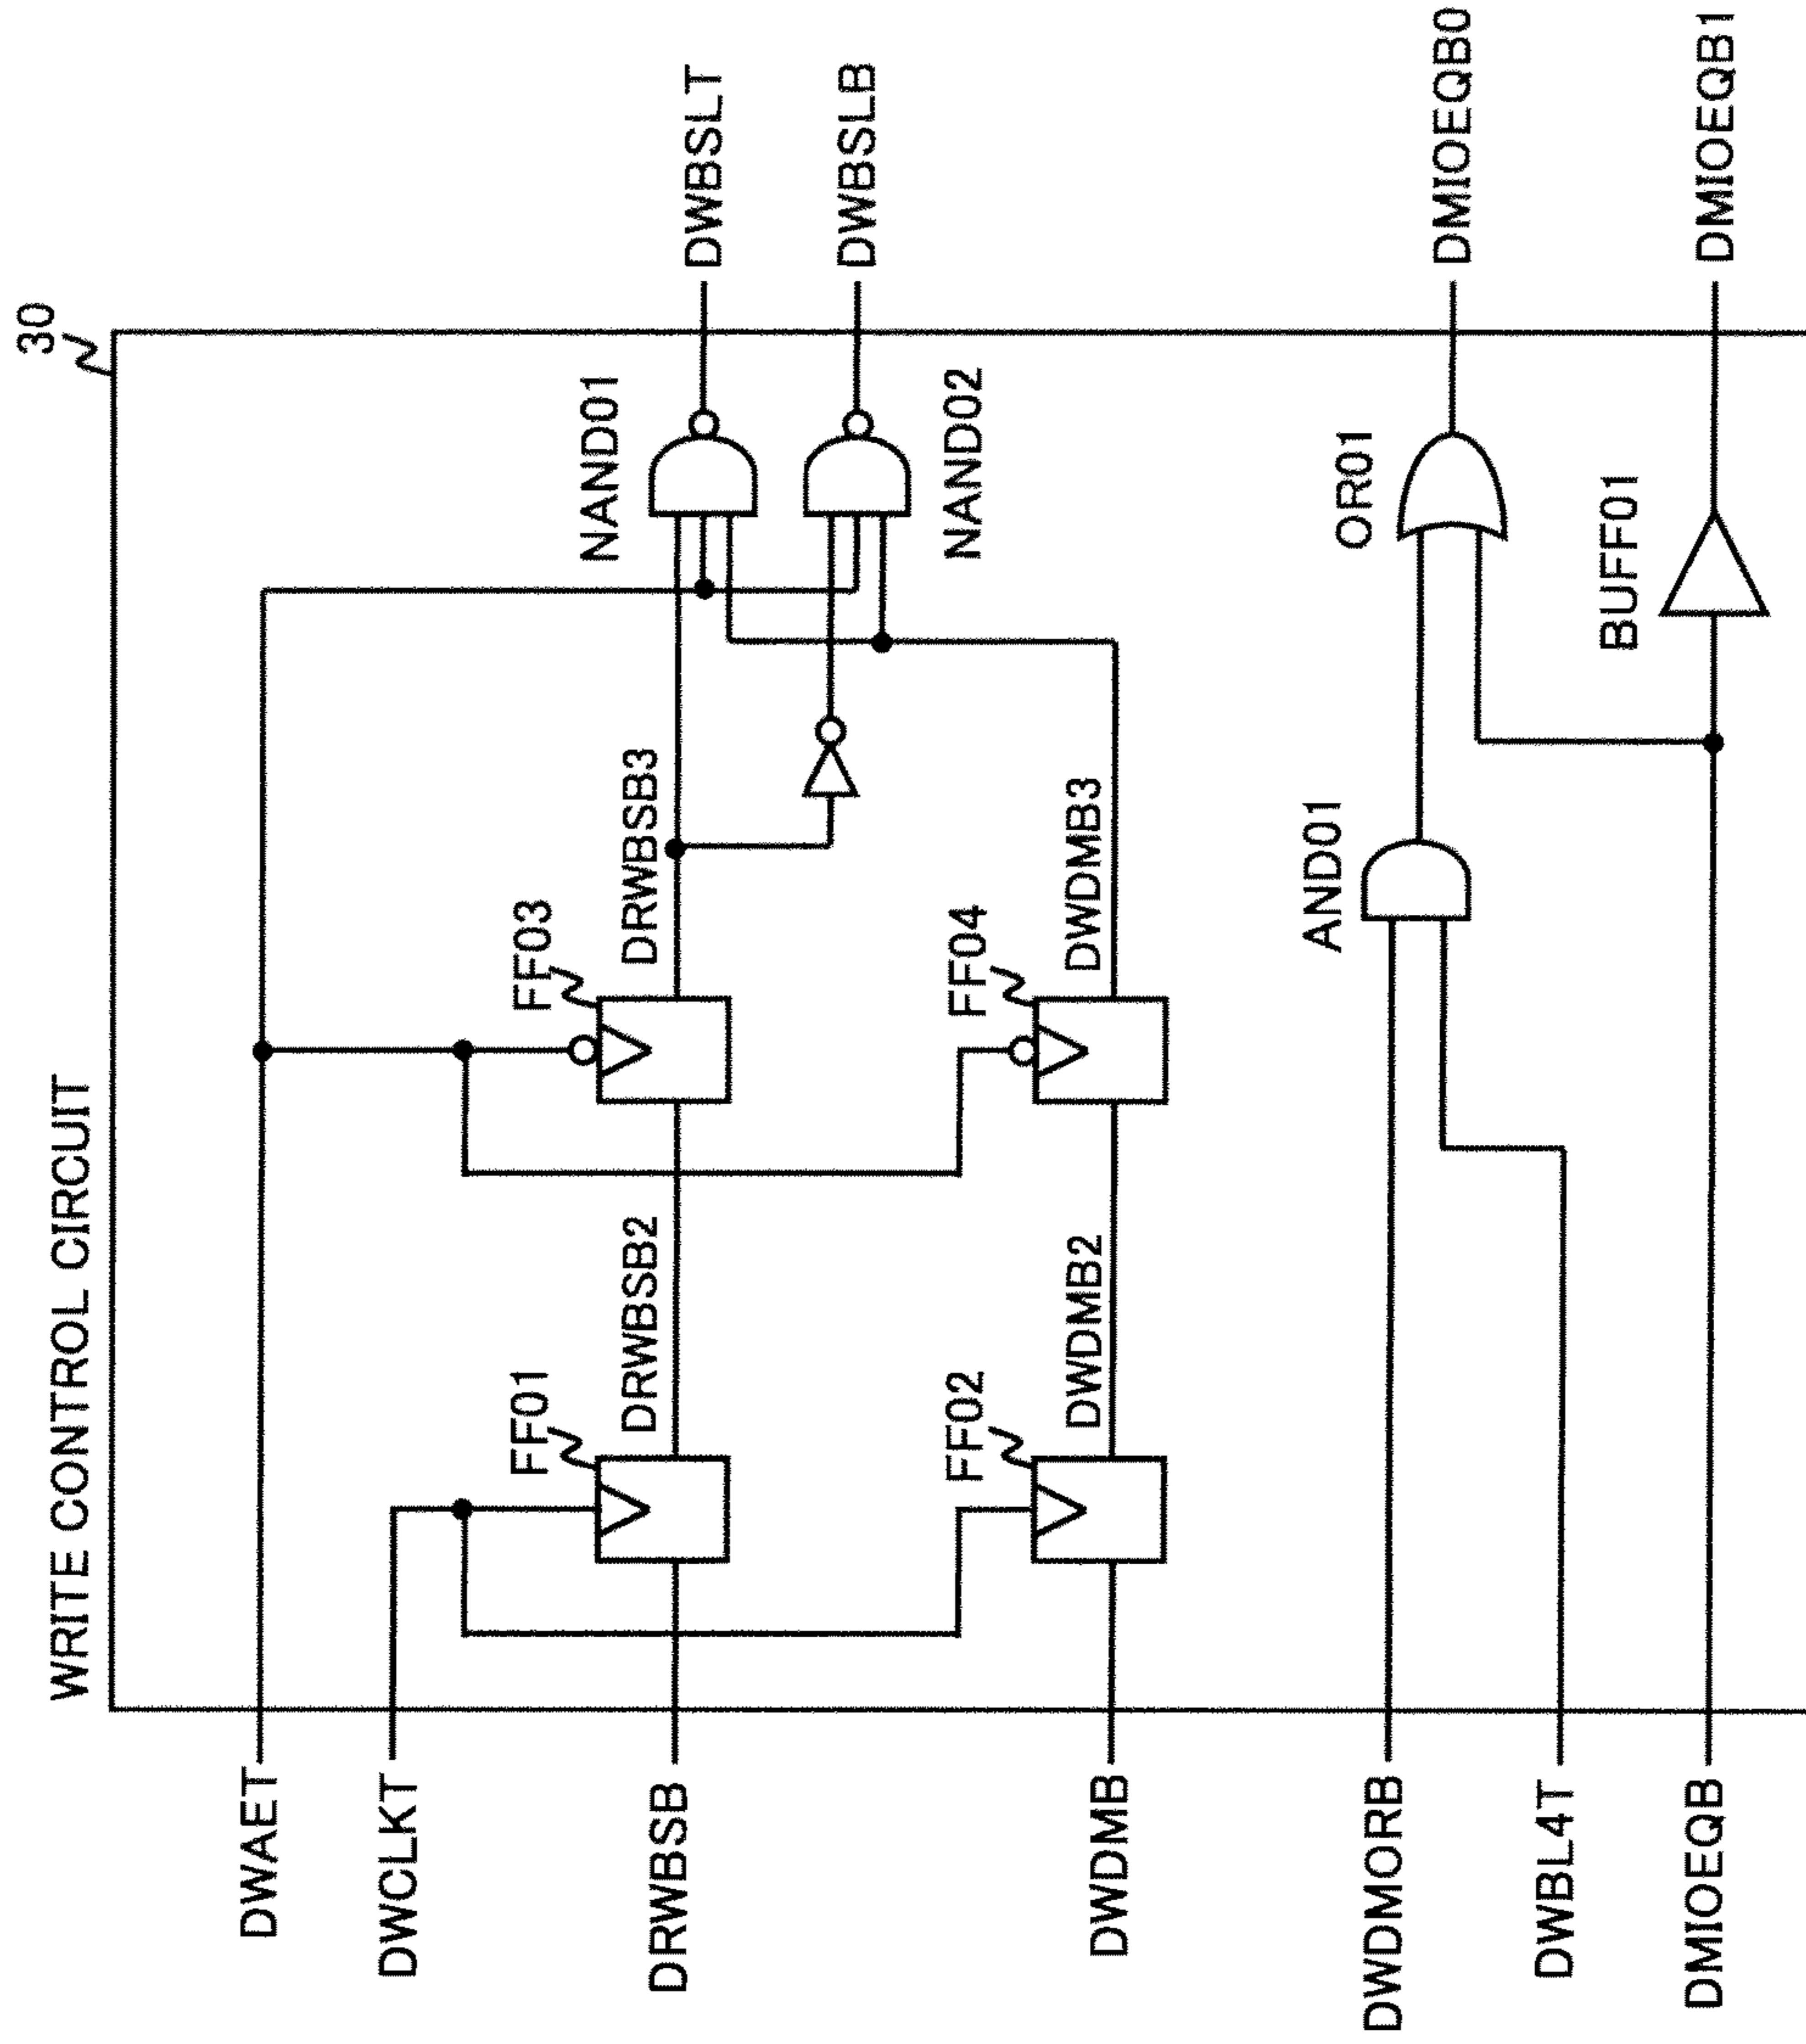 WRITE CONTROL CIRCUIT
30
DWAET
DWCLKT
DRWBSB
DWDMB
DWDMORB
DWBL4T
DMIOEQB
FF01
DRWBSB2
FF03
DRWBSB3
NAND01
DWBSLT
DWBSLB
NAND02
FF02
DWDMB2
FF04
DWDMB3
AND01
OR01
DMIOEQB0
BUFF01
DMIOEQB1